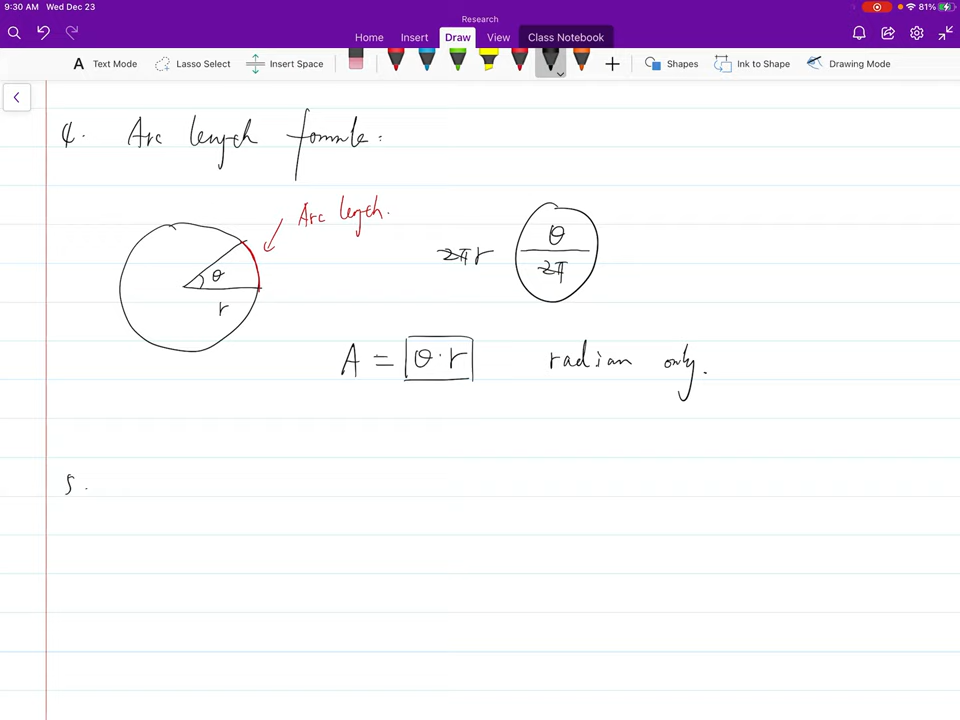 9:30 AM Wed Dec 23
81%
Research
Home Insert Draw View Class Notebook
A Text Mode Lasso Select Insert Space Shapes Ink to Shape Drawing Mode
4. Arc length formula:
Arc length.
θ
r
2πr θ/2π
A = θ·r radian only.
5.